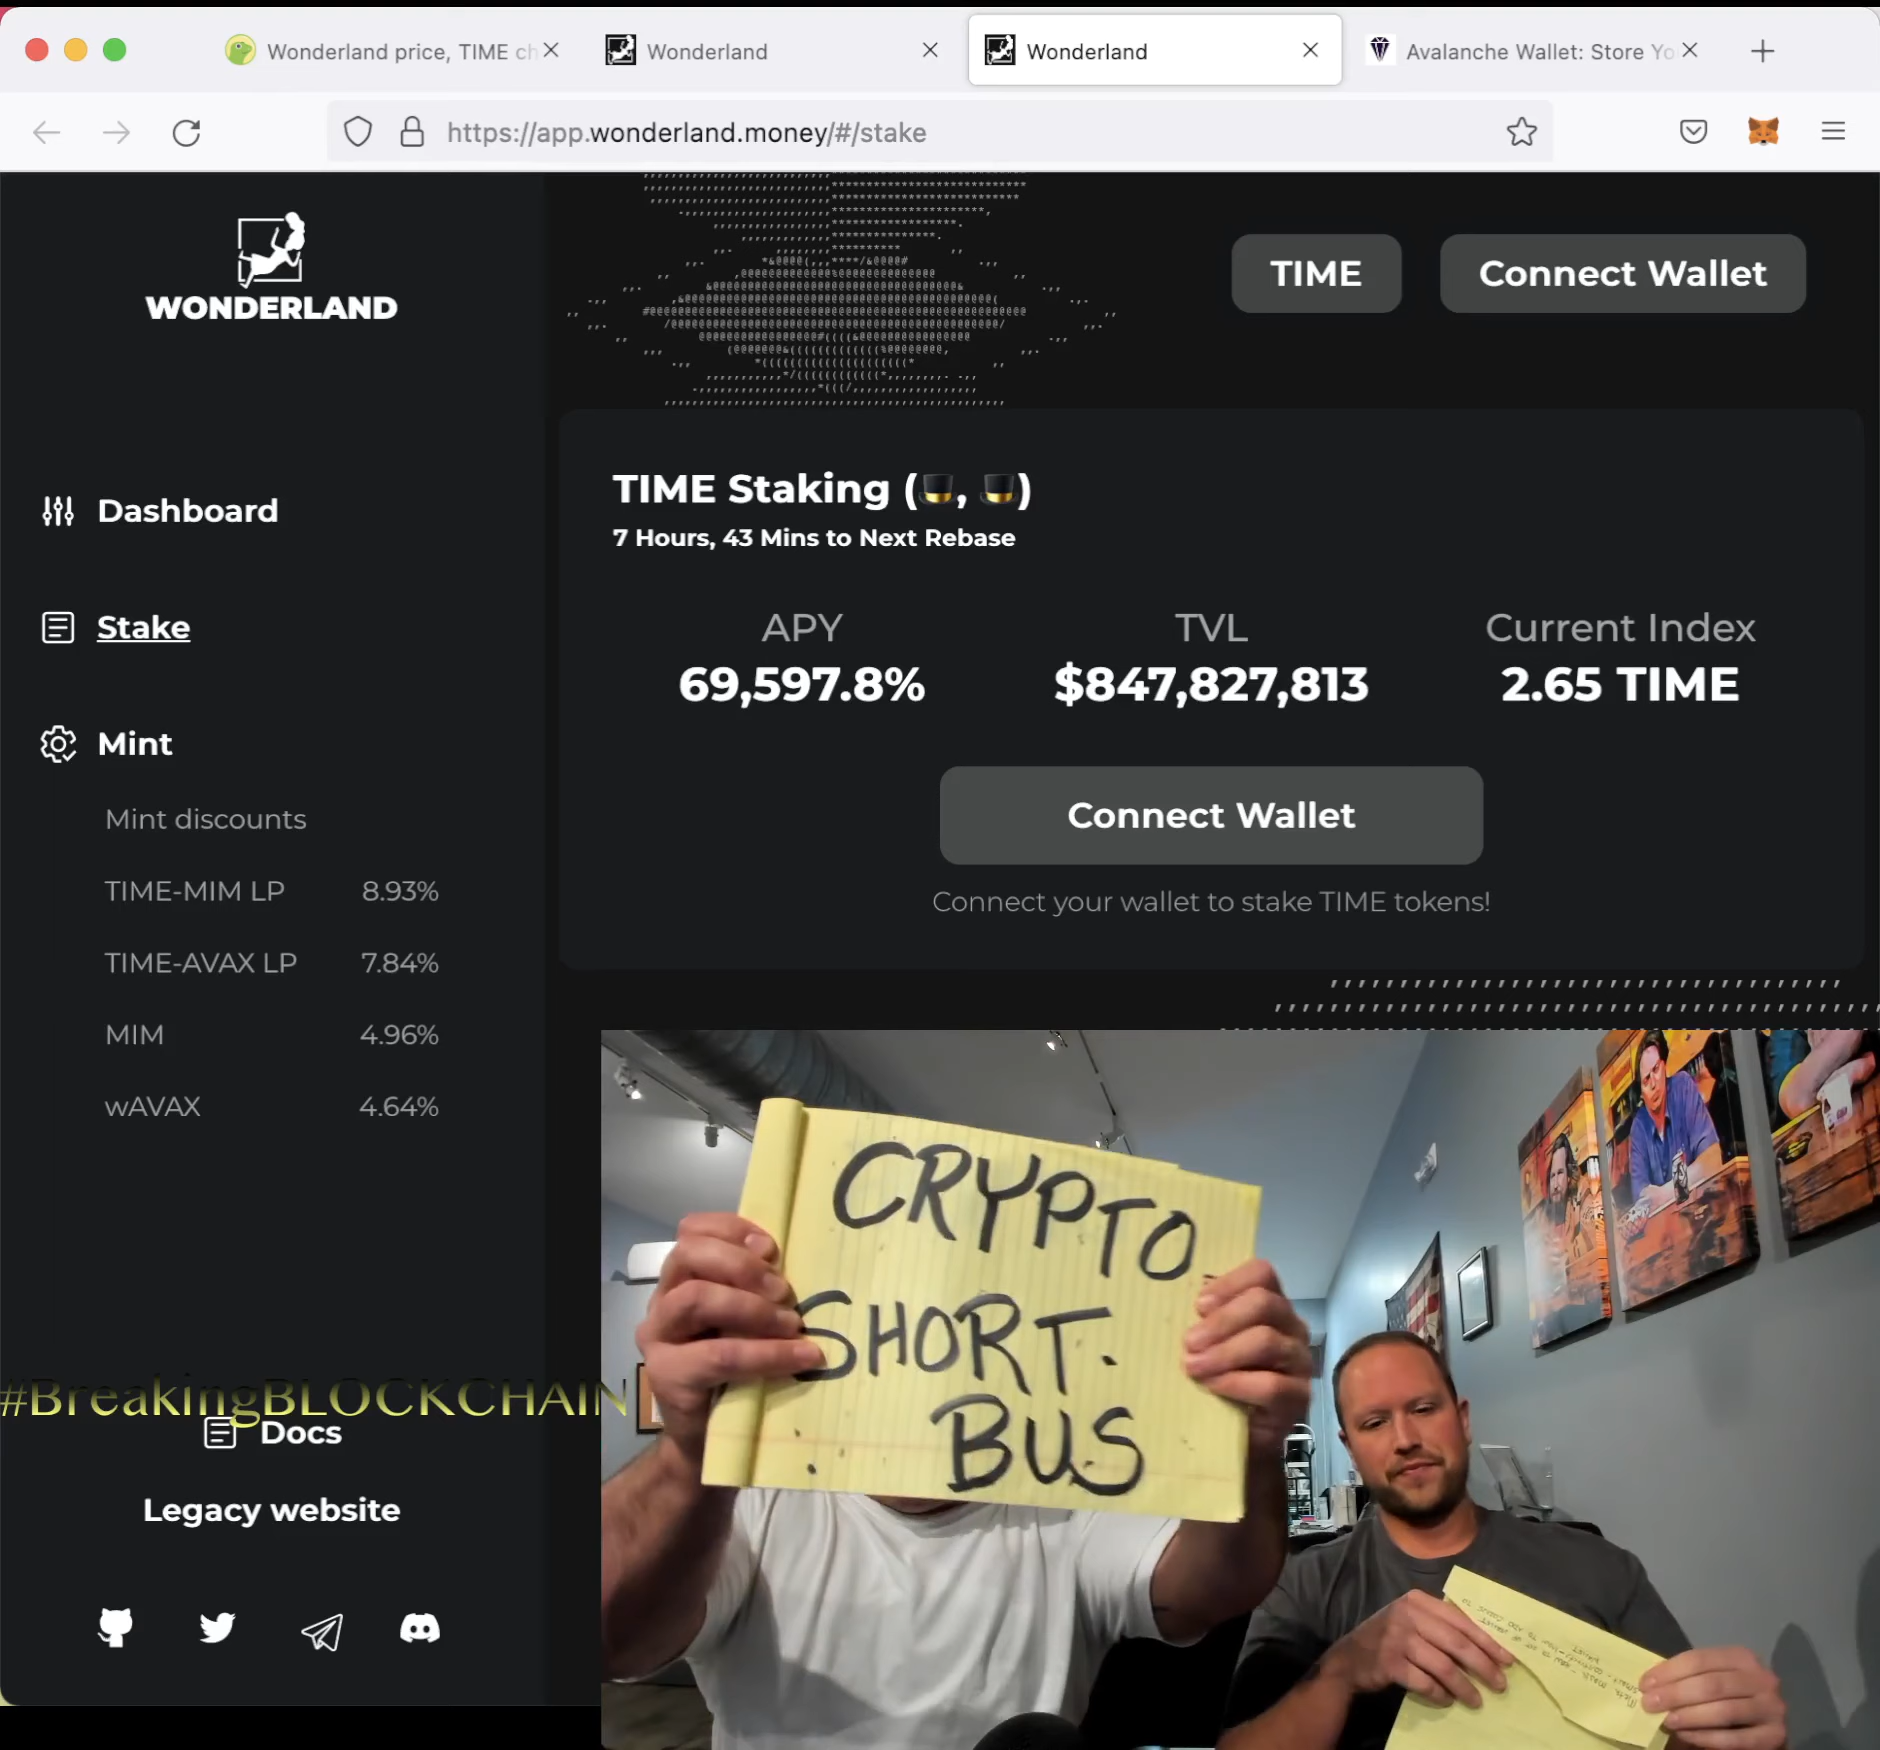 Wonderland price, TIME ch
Wonderland
Wonderland
Avalanche Wallet: Store Yo
https://app.wonderland.money/#/stake
WONDERLAND
TIME
Connect Wallet
Dashboard
Stake
Mint
Mint discounts
TIME-MIM LP 8.93%
TIME-AVAX LP 7.84%
MIM 4.96%
wAVAX 4.64%
TIME Staking (🎩, 🎩)
7 Hours, 43 Mins to Next Rebase
APY
69,597.8%
TVL
$847,827,813
Current Index
2.65 TIME
Connect Wallet
Connect your wallet to stake TIME tokens!
#BreakingBLOCKCHAIN
Docs
Legacy website
CRYPTO
SHORT.
BUS